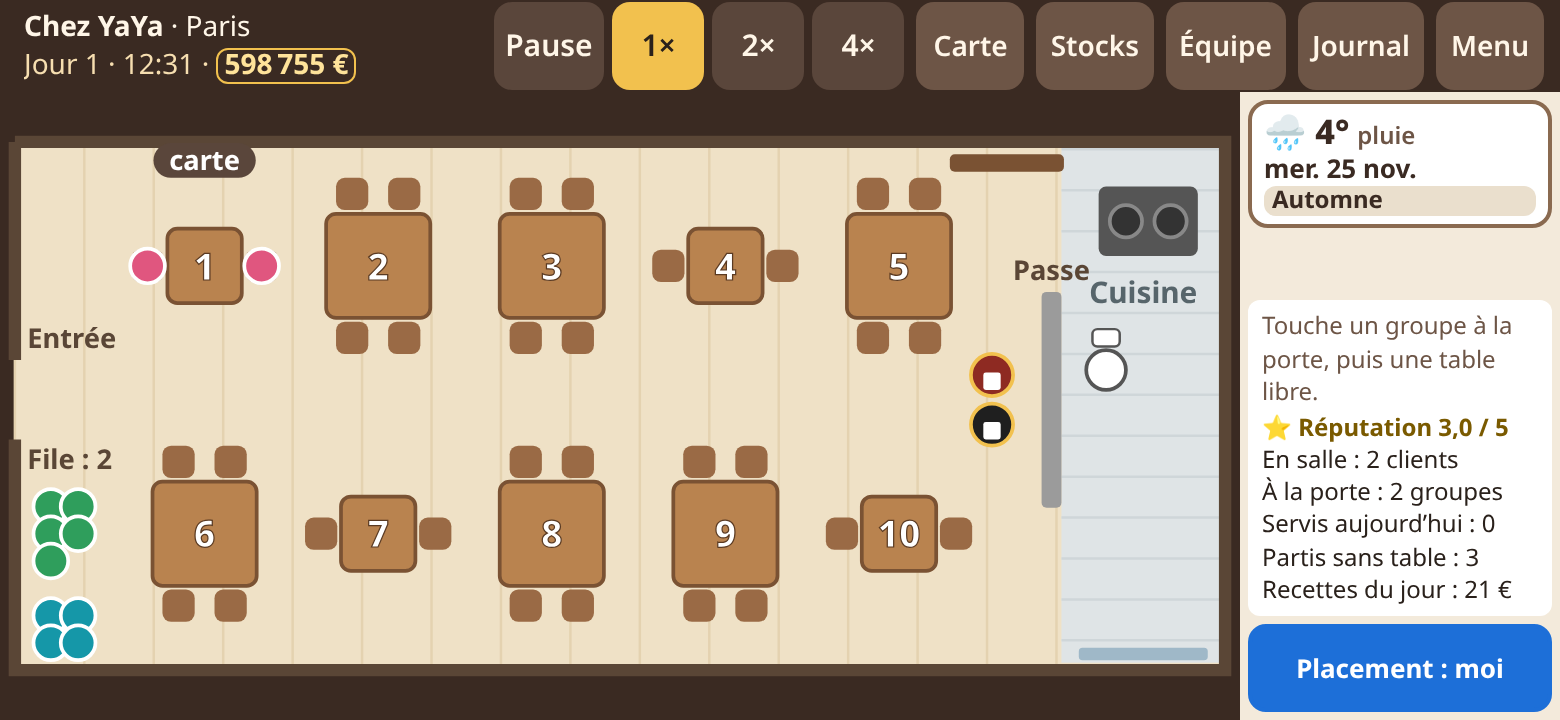 Chez YaYa · Paris
Jour 1 · 12:31 · 598 755 €
Pause
1×
2×
4×
Carte
Stocks
Équipe
Journal
Menu
carte
1
2
3
4
5
Passe
Cuisine
Entrée
File : 2
6
7
8
9
10
4° pluie
mer. 25 nov.
Automne
Touche un groupe à la
porte, puis une table
libre.
Réputation 3,0 / 5
En salle : 2 clients
À la porte : 2 groupes
Servis aujourd’hui : 0
Partis sans table : 3
Recettes du jour : 21 €
Placement : moi